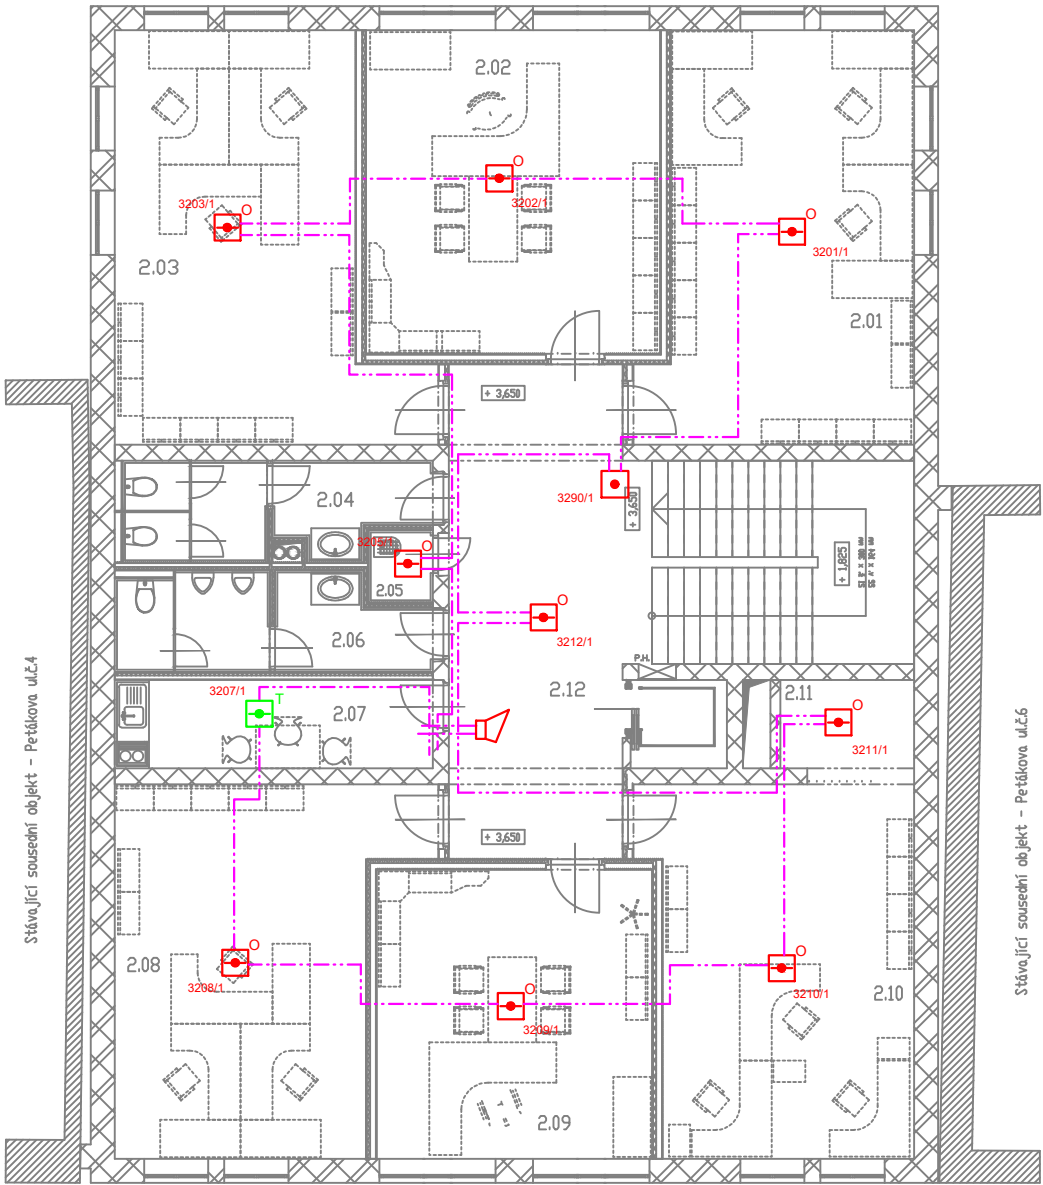 2.02
O
3202/1
3203/1
O
2.03
O
3201/1
2.01
+ 3,650
2.04
3290/1
+ 3,650
3205/1
O
2.05
+ 1,825
2.06
O
3212/1
P.H.
2.12
3207/1
T
2.07
2.11
O
3211/1
Stávající sousední objekt - Petákova ul.č.4
Stávající sousední objekt - Petákova ul.č.6
+ 3,650
2.08
O
3208/1
O
3209/1
2.09
O
3210/1
2.10